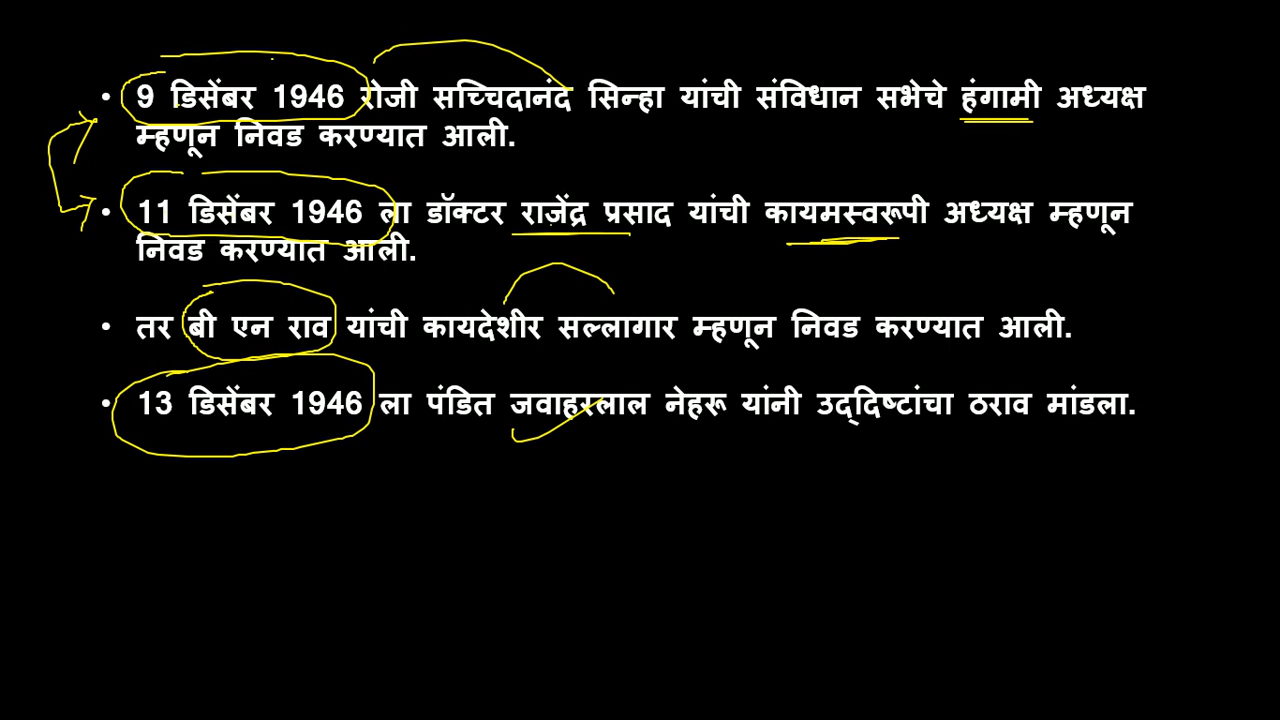 • 9 डिसेंबर 1946 रोजी सच्चिदानंद सिन्हा यांची संविधान सभेचे हंगामी अध्यक्ष
म्हणून निवड करण्यात आली.
• 11 डिसेंबर 1946 ला डॉक्टर राजेंद्र प्रसाद यांची कायमस्वरूपी अध्यक्ष म्हणून
निवड करण्यात आली.
• तर बी एन राव यांची कायदेशीर सल्लागार म्हणून निवड करण्यात आली.
• 13 डिसेंबर 1946 ला पंडित जवाहरलाल नेहरू यांनी उद्दिष्टांचा ठराव मांडला.